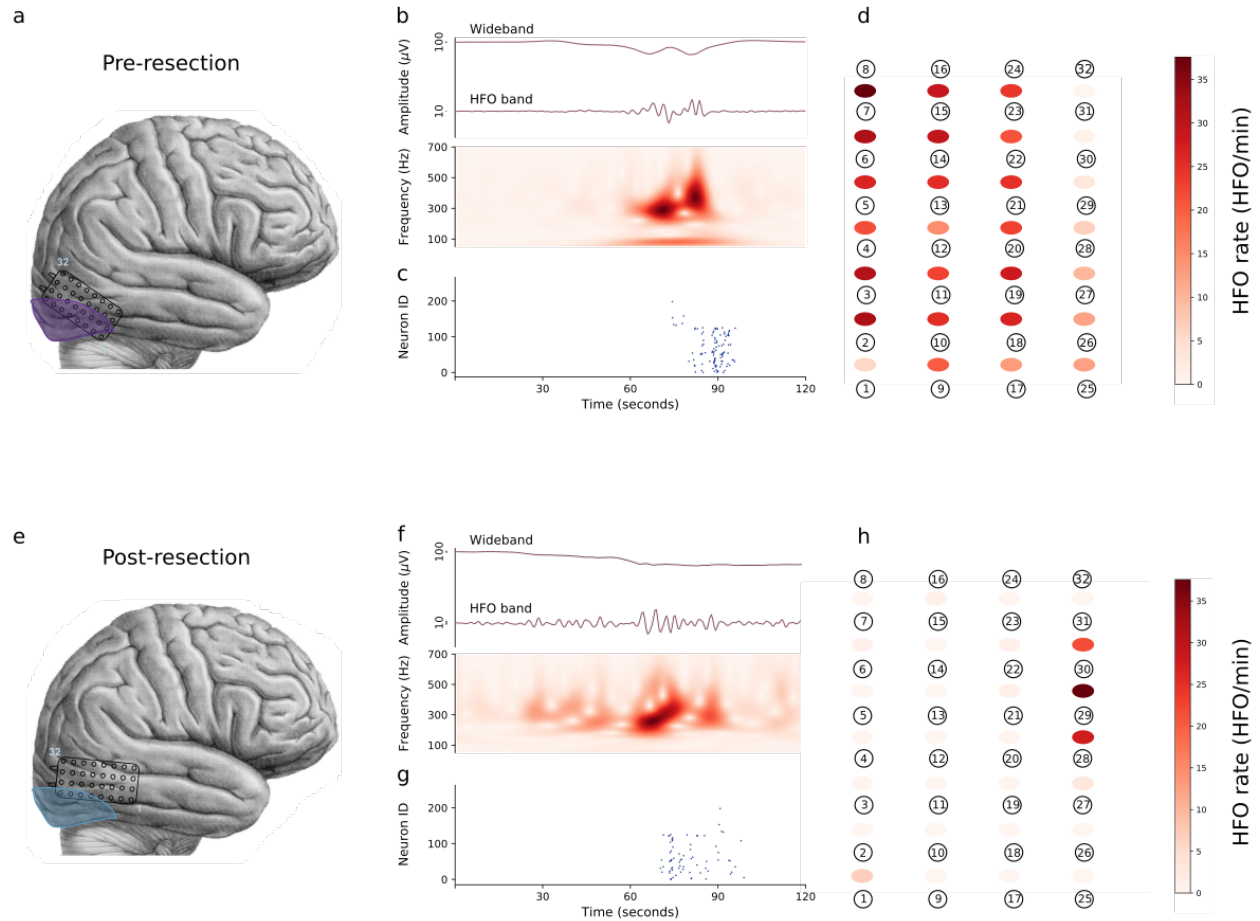 a
Pre-resection
32
b
Wideband
100
HFO band
10
Amplitude (µV)
700
500
300
100
Frequency (Hz)
c
200
100
0
Neuron ID
30
60
90
120
Time (seconds)
d
8 16 24 32
7 15 23 31
6 14 22 30
5 13 21 29
4 12 20 28
3 11 19 27
2 10 18 26
1 9 17 25
35
30
25
20
15
10
5
0
HFO rate (HFO/min)
e
Post-resection
32
1
f
Wideband
100
HFO band
10
Amplitude (µV)
700
500
300
100
Frequency (Hz)
g
200
100
0
Neuron ID
30
60
90
120
Time (seconds)
h
8 16 24 32
7 15 23 31
6 14 22 30
5 13 21 29
4 12 20 28
3 11 19 27
2 10 18 26
1 9 17 25
35
30
25
20
15
10
5
0
HFO rate (HFO/min)